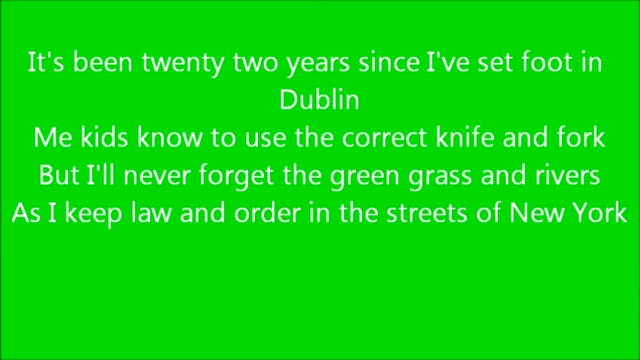 It's been twenty two years since I've set foot in
Dublin
Me kids know to use the correct knife and fork
But I'll never forget the green grass and rivers
As I keep law and order in the streets of New York